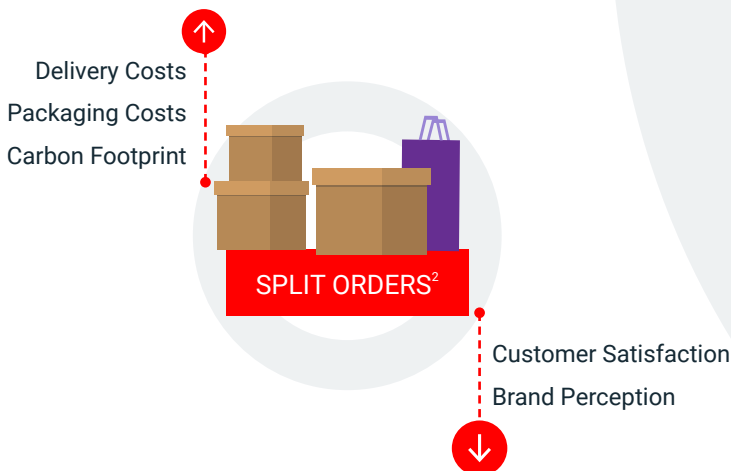 Delivery Costs
Packaging Costs
Carbon Footprint
SPLIT ORDERS²
Customer Satisfaction
Brand Perception